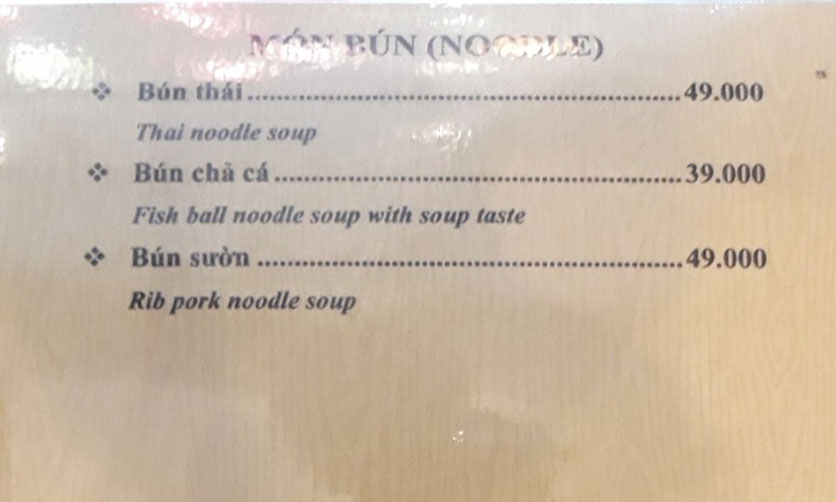 MÓN BÚN (NOODLE)
❖ Bún thái........................................................49.000
Thai noodle soup
❖ Bún chả cá.....................................................39.000
Fish ball noodle soup with soup taste
❖ Bún sườn.......................................................49.000
Rib pork noodle soup